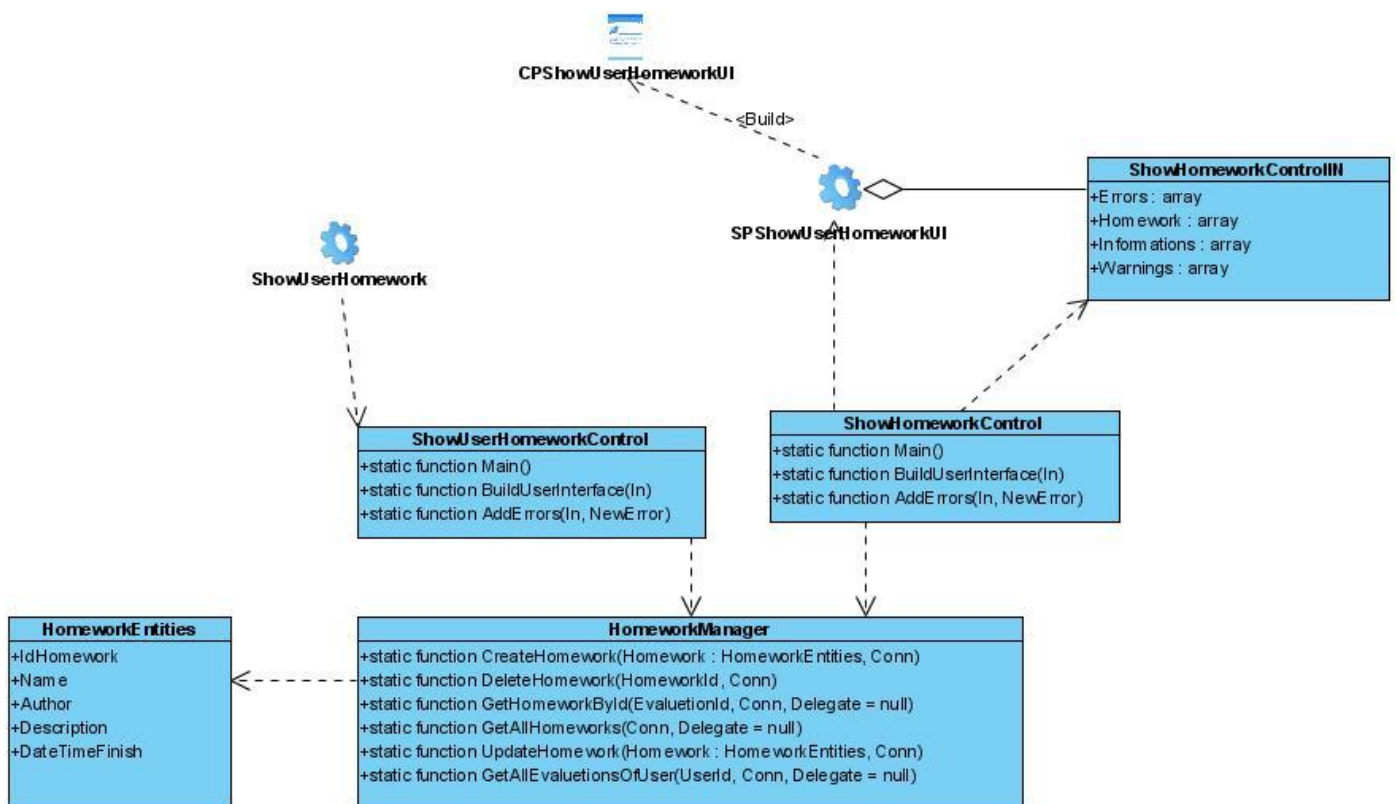 CPShowUserHomeworkUI
<Build>
SPShowUserHomeworkUI
ShowHomeworkControlIN
+Errors : array
+Homework : array
+Informations : array
+Warnings : array
ShowUserHomework
ShowUserHomeworkControl
+static function Main()
+static function BuildUserInterface(In)
+static function AddErrors(In, NewError)
ShowHomeworkControl
+static function Main()
+static function BuildUserInterface(In)
+static function AddErrors(In, NewError)
HomeworkEntities
+IdHomework
+Name
+Author
+Description
+DateTimeFinish
HomeworkManager
+static function CreateHomework(Homework : HomeworkEntities, Conn)
+static function DeleteHomework(HomeworkId, Conn)
+static function GetHomeworkById(EvaluetionId, Conn, Delegate = null)
+static function GetAllHomeworks(Conn, Delegate = null)
+static function UpdateHomework(Homework : HomeworkEntities, Conn)
+static function GetAllEvaluetionsOfUser(UserId, Conn, Delegate = null)